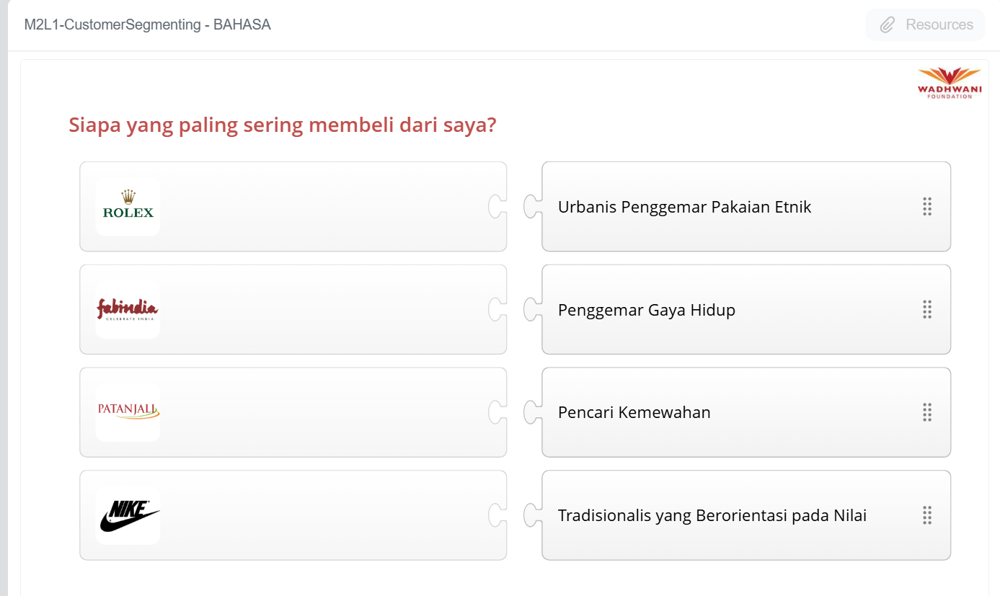 M2L1-CustomerSegmenting - BAHASA
Resources
WADHWANI
FOUNDATION
Siapa yang paling sering membeli dari saya?
ROLEX
Urbanis Penggemar Pakaian Etnik
fabindia
CELEBRATE INDIA
Penggemar Gaya Hidup
PATANJALI
Pencari Kemewahan
NIKE
Tradisionalis yang Berorientasi pada Nilai